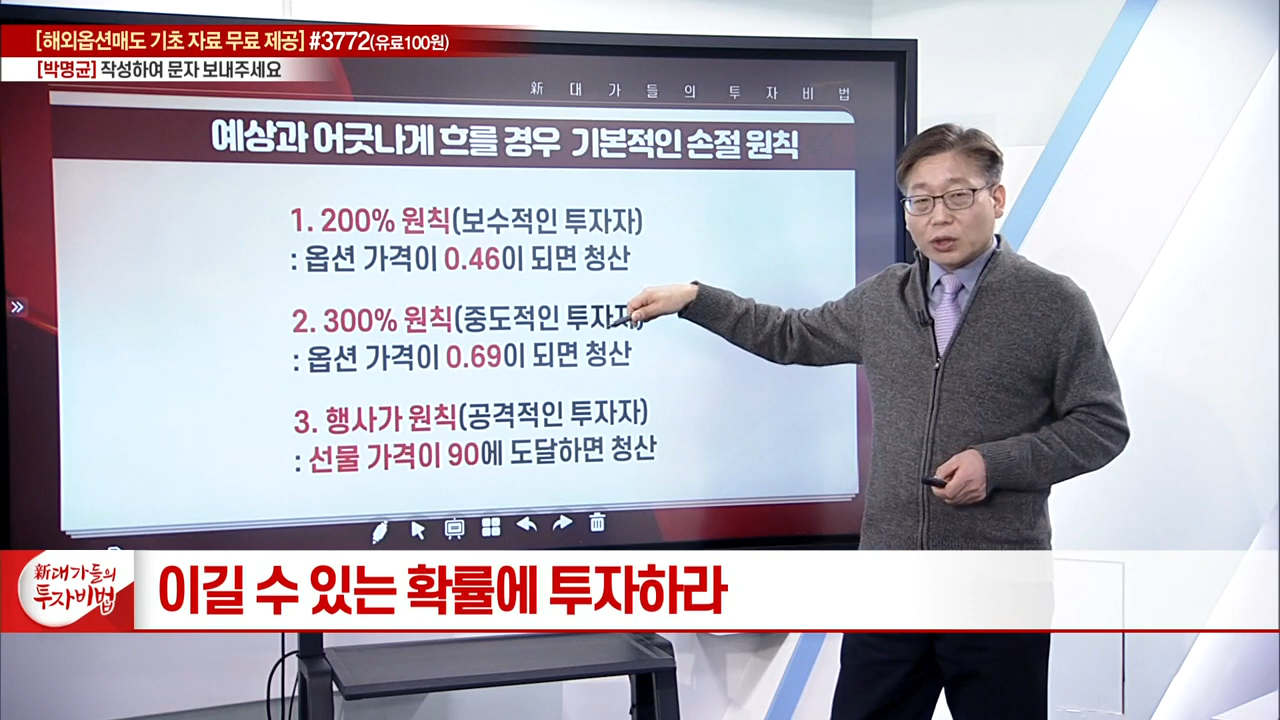 [해외옵션매도 기초 자료 무료 제공] #3772(유료100원)
[박명균] 작성하여 문자 보내주세요
新 대가들의 투자비법
예상과 어긋나게 흐를 경우 기본적인 손절 원칙
1. 200% 원칙(보수적인 투자자)
: 옵션 가격이 0.46이 되면 청산
2. 300% 원칙(중도적인 투자자)
: 옵션 가격이 0.69이 되면 청산
3. 행사가 원칙(공격적인 투자자)
: 선물 가격이 90에 도달하면 청산
新대가들의
투자비법
이길 수 있는 확률에 투자하라